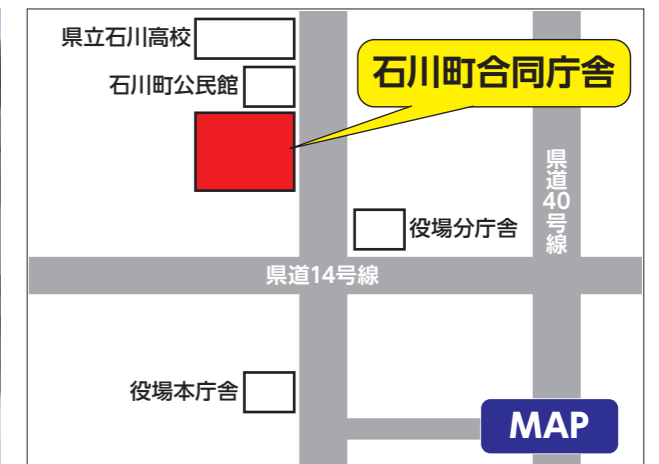 県立石川高校
石川町公民館
石川町合同庁舎
県道40号線
役場分庁舎
県道14号線
役場本庁舎
MAP